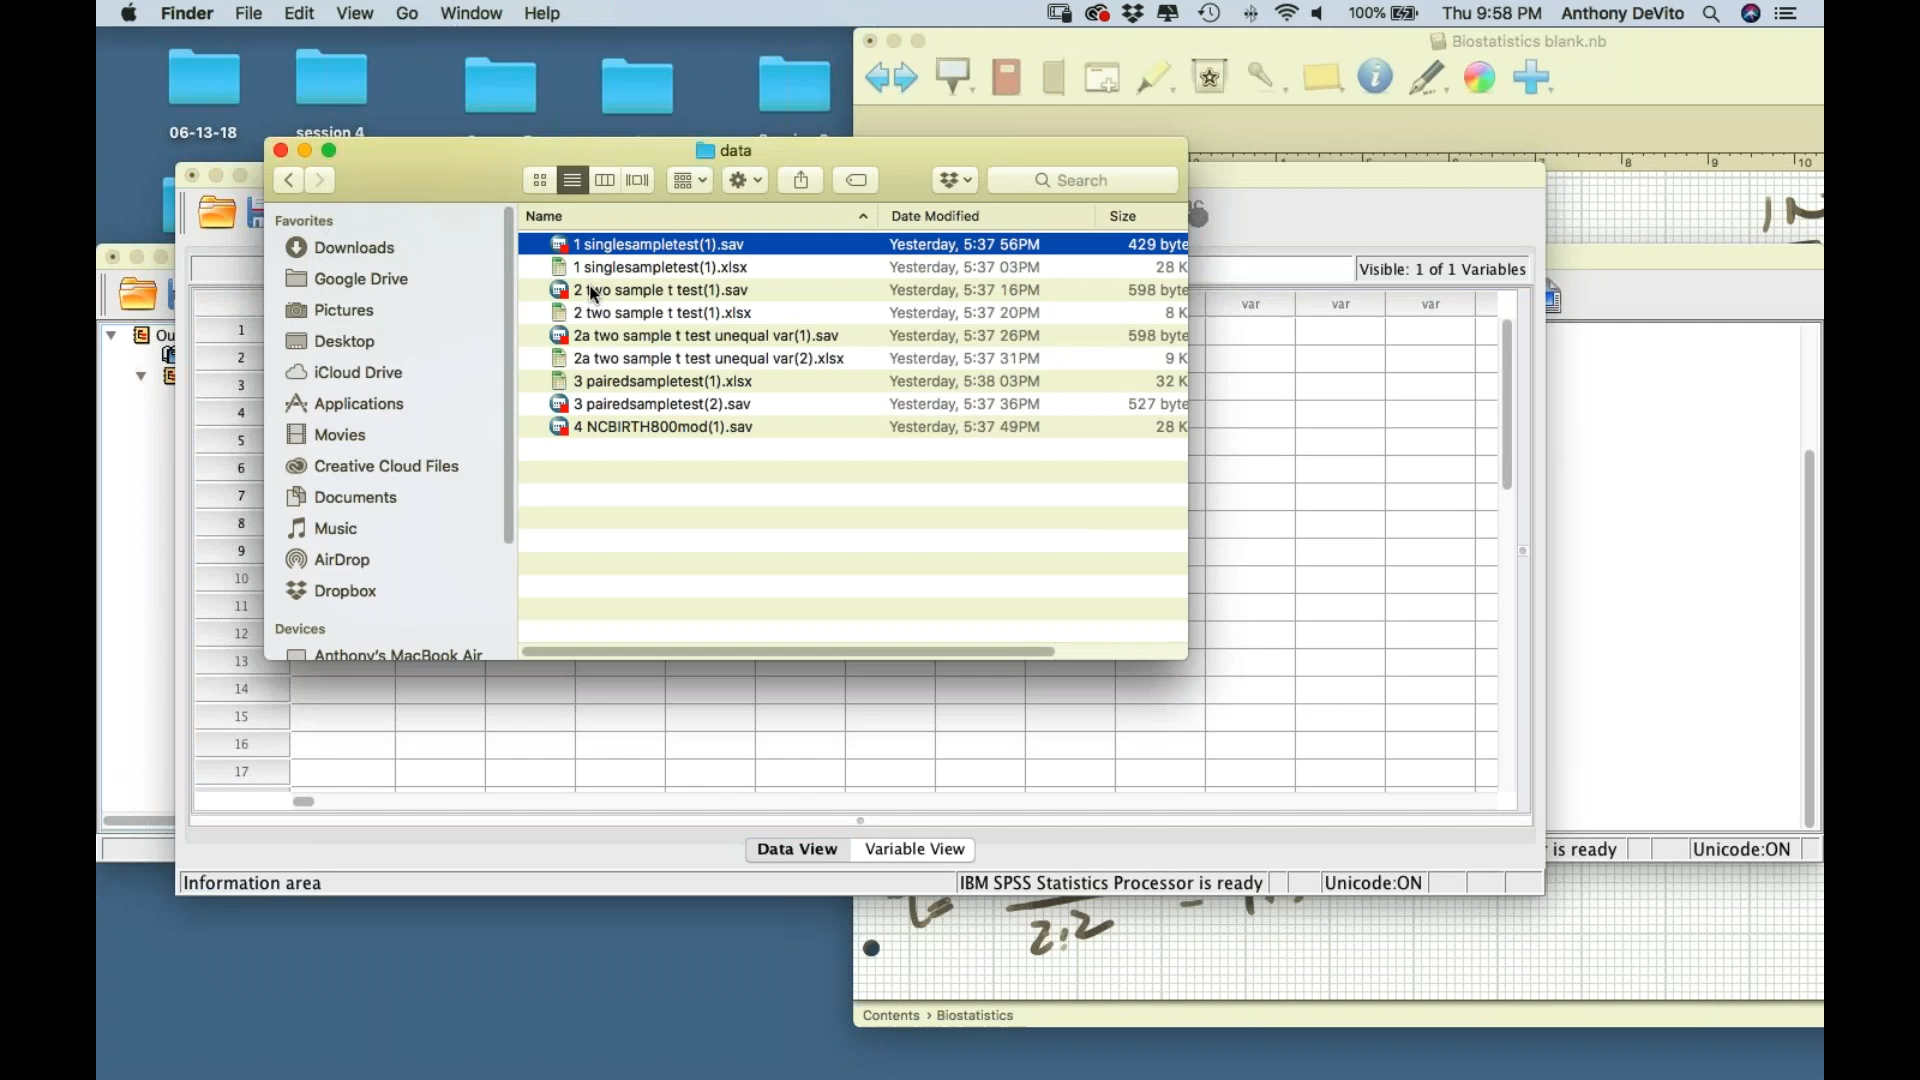 Finder File Edit View Go Window Help 100% Thu 9:58 PM Anthony DeVito
Biostatistics blank.nb
06-13-18 session 4
data
Search
Name Date Modified Size
Favorites
Downloads
Google Drive
Pictures
Desktop
iCloud Drive
Applications
Movies
Creative Cloud Files
Documents
Music
AirDrop
Dropbox
Devices
Anthony's MacBook Air
1 singlesampletest(1).sav Yesterday, 5:37 56PM 429 byte
1 singlesampletest(1).xlsx Yesterday, 5:37 03PM 28 K
2 two sample t test(1).sav Yesterday, 5:37 16PM 598 byte
2 two sample t test(1).xlsx Yesterday, 5:37 20PM 8 K
2a two sample t test unequal var(1).sav Yesterday, 5:37 26PM 598 byte
2a two sample t test unequal var(2).xlsx Yesterday, 5:37 31PM 9 K
3 pairedsampletest(1).xlsx Yesterday, 5:38 03PM 32 K
3 pairedsampletest(2).sav Yesterday, 5:37 36PM 527 byte
4 NCBIRTH800mod(1).sav Yesterday, 5:37 49PM 28 K
8 9 10
Visible: 1 of 1 Variables
var var var
Ou
1
2
3
4
5
6
7
8
9
10
11
12
13
14
15
16
17
Data View Variable View
is ready Unicode:ON
Information area IBM SPSS Statistics Processor is ready Unicode:ON
2.2
Contents › Biostatistics